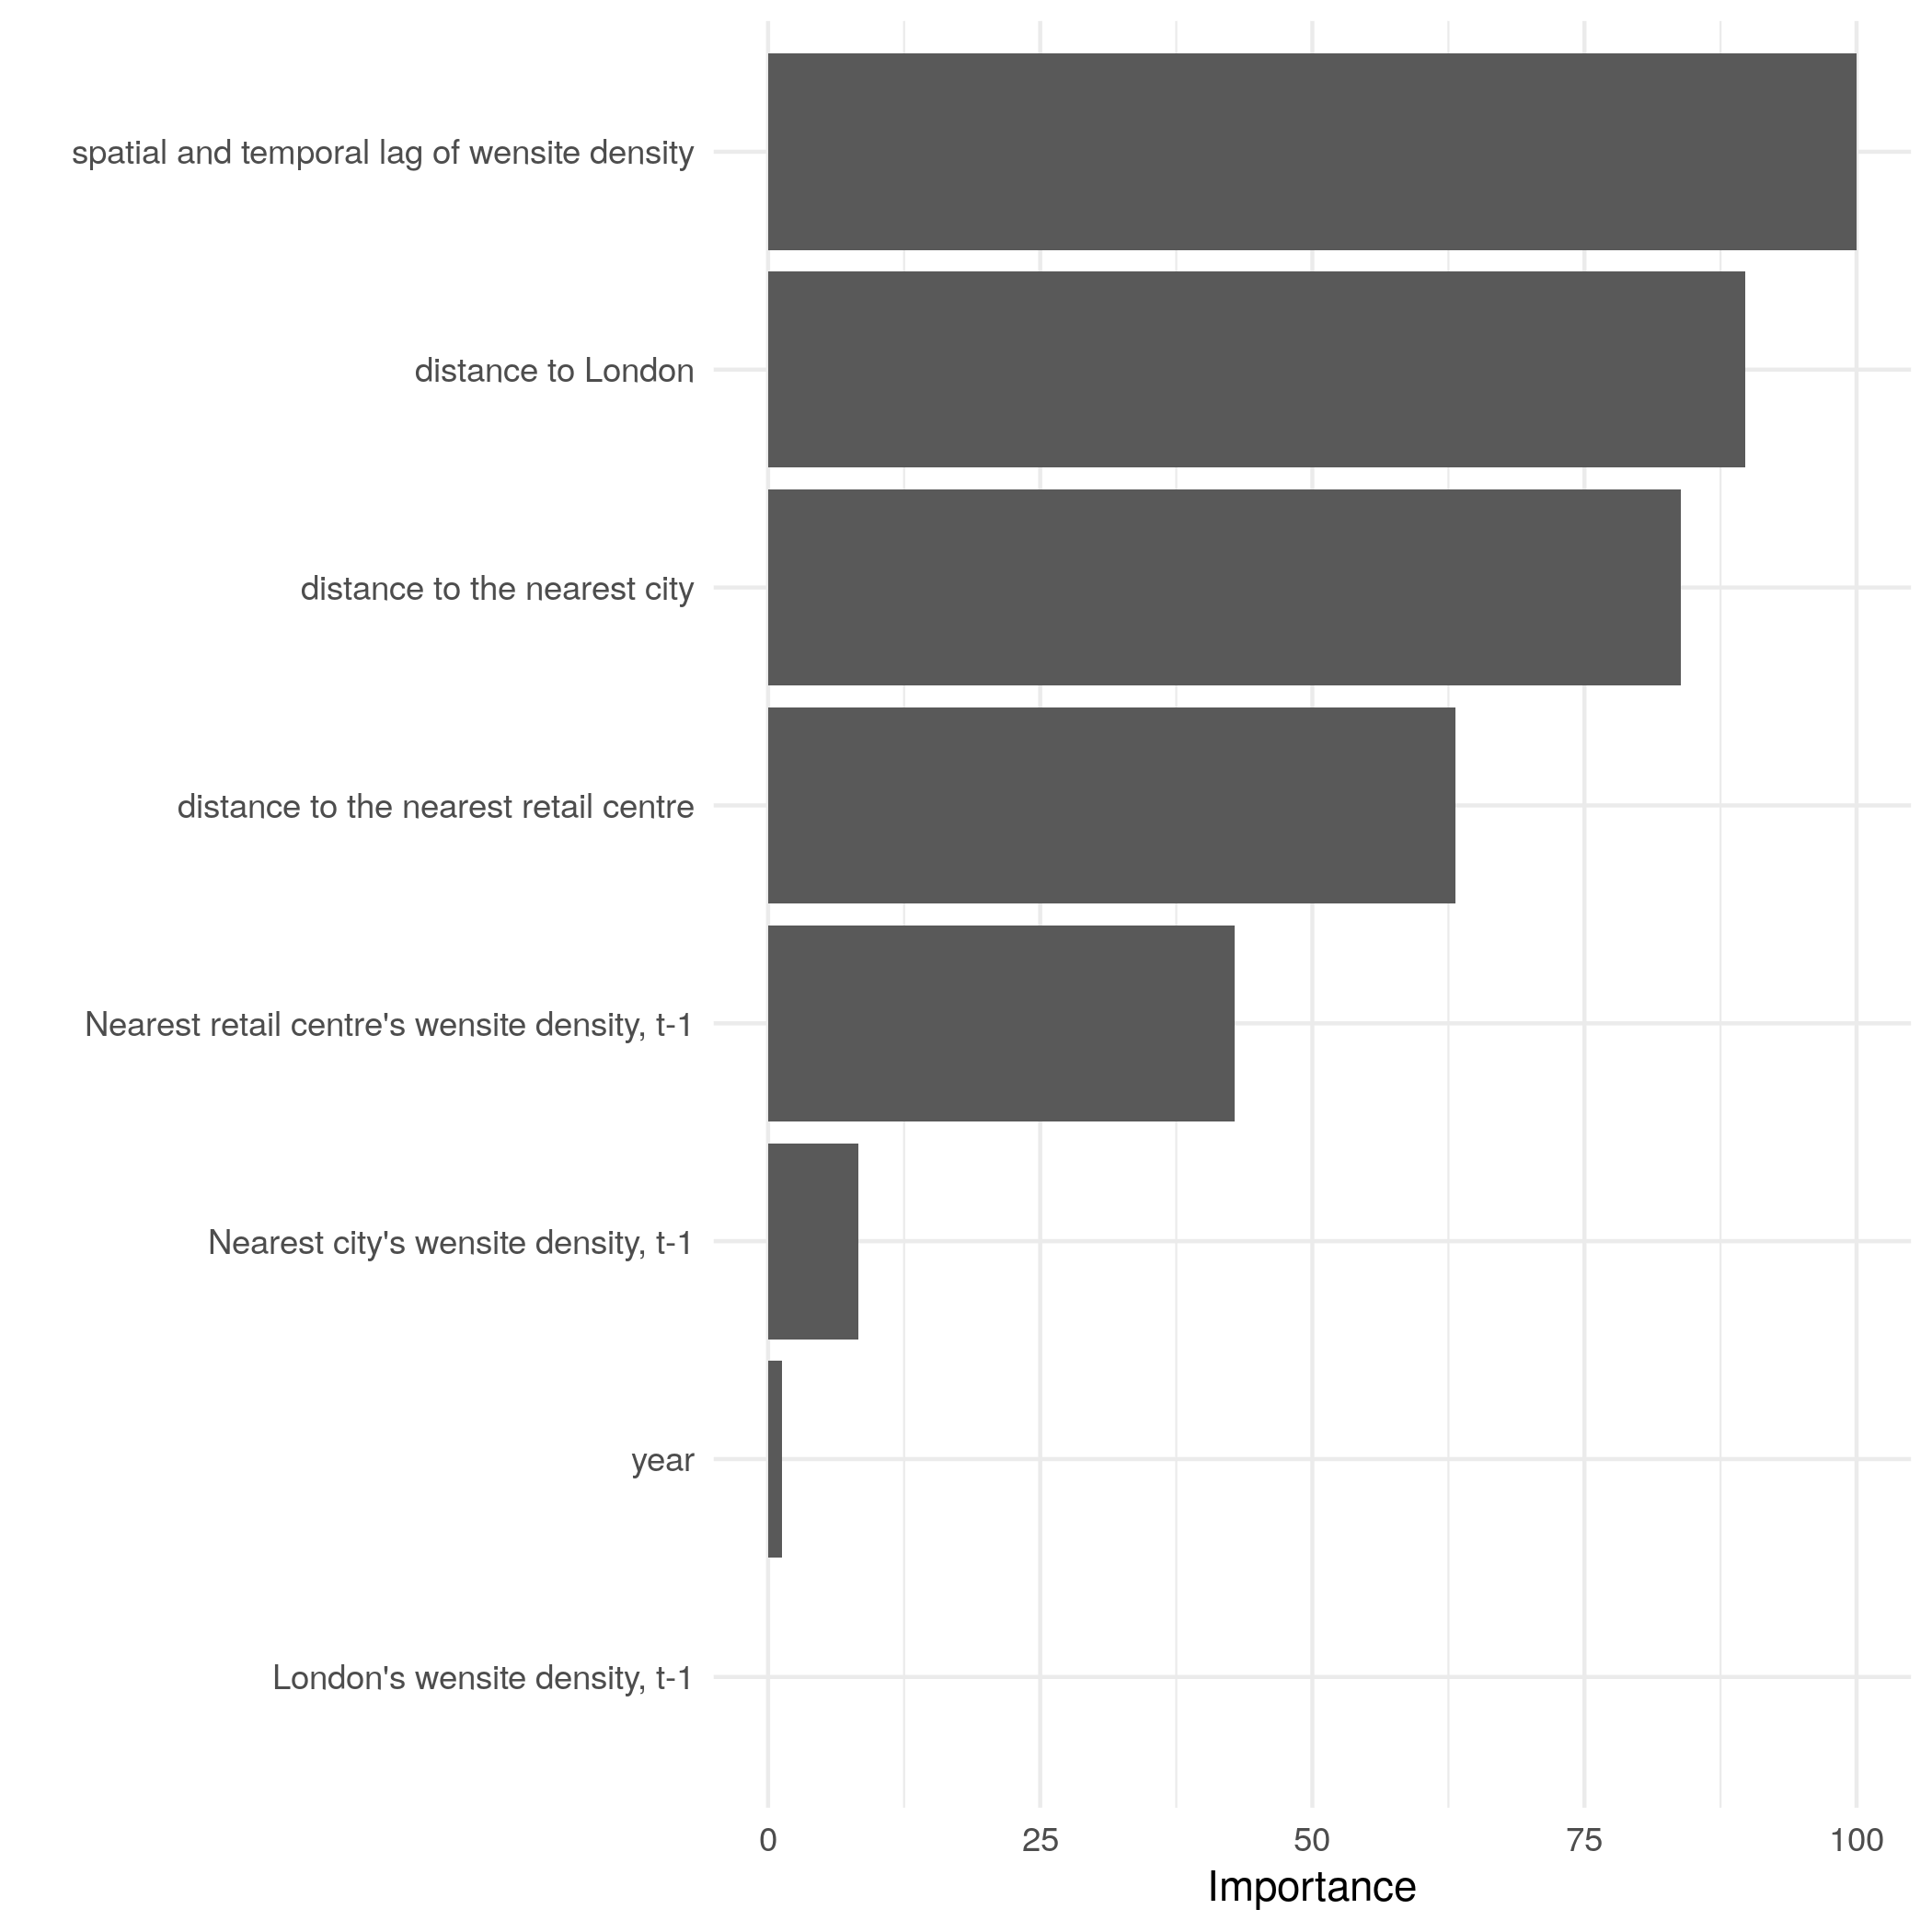 spatial and temporal lag of wensite density
distance to London
distance to the nearest city
distance to the nearest retail centre
Nearest retail centre's wensite density, t-1
Nearest city's wensite density, t-1
year
London's wensite density, t-1
0 25 50 75 100
Importance